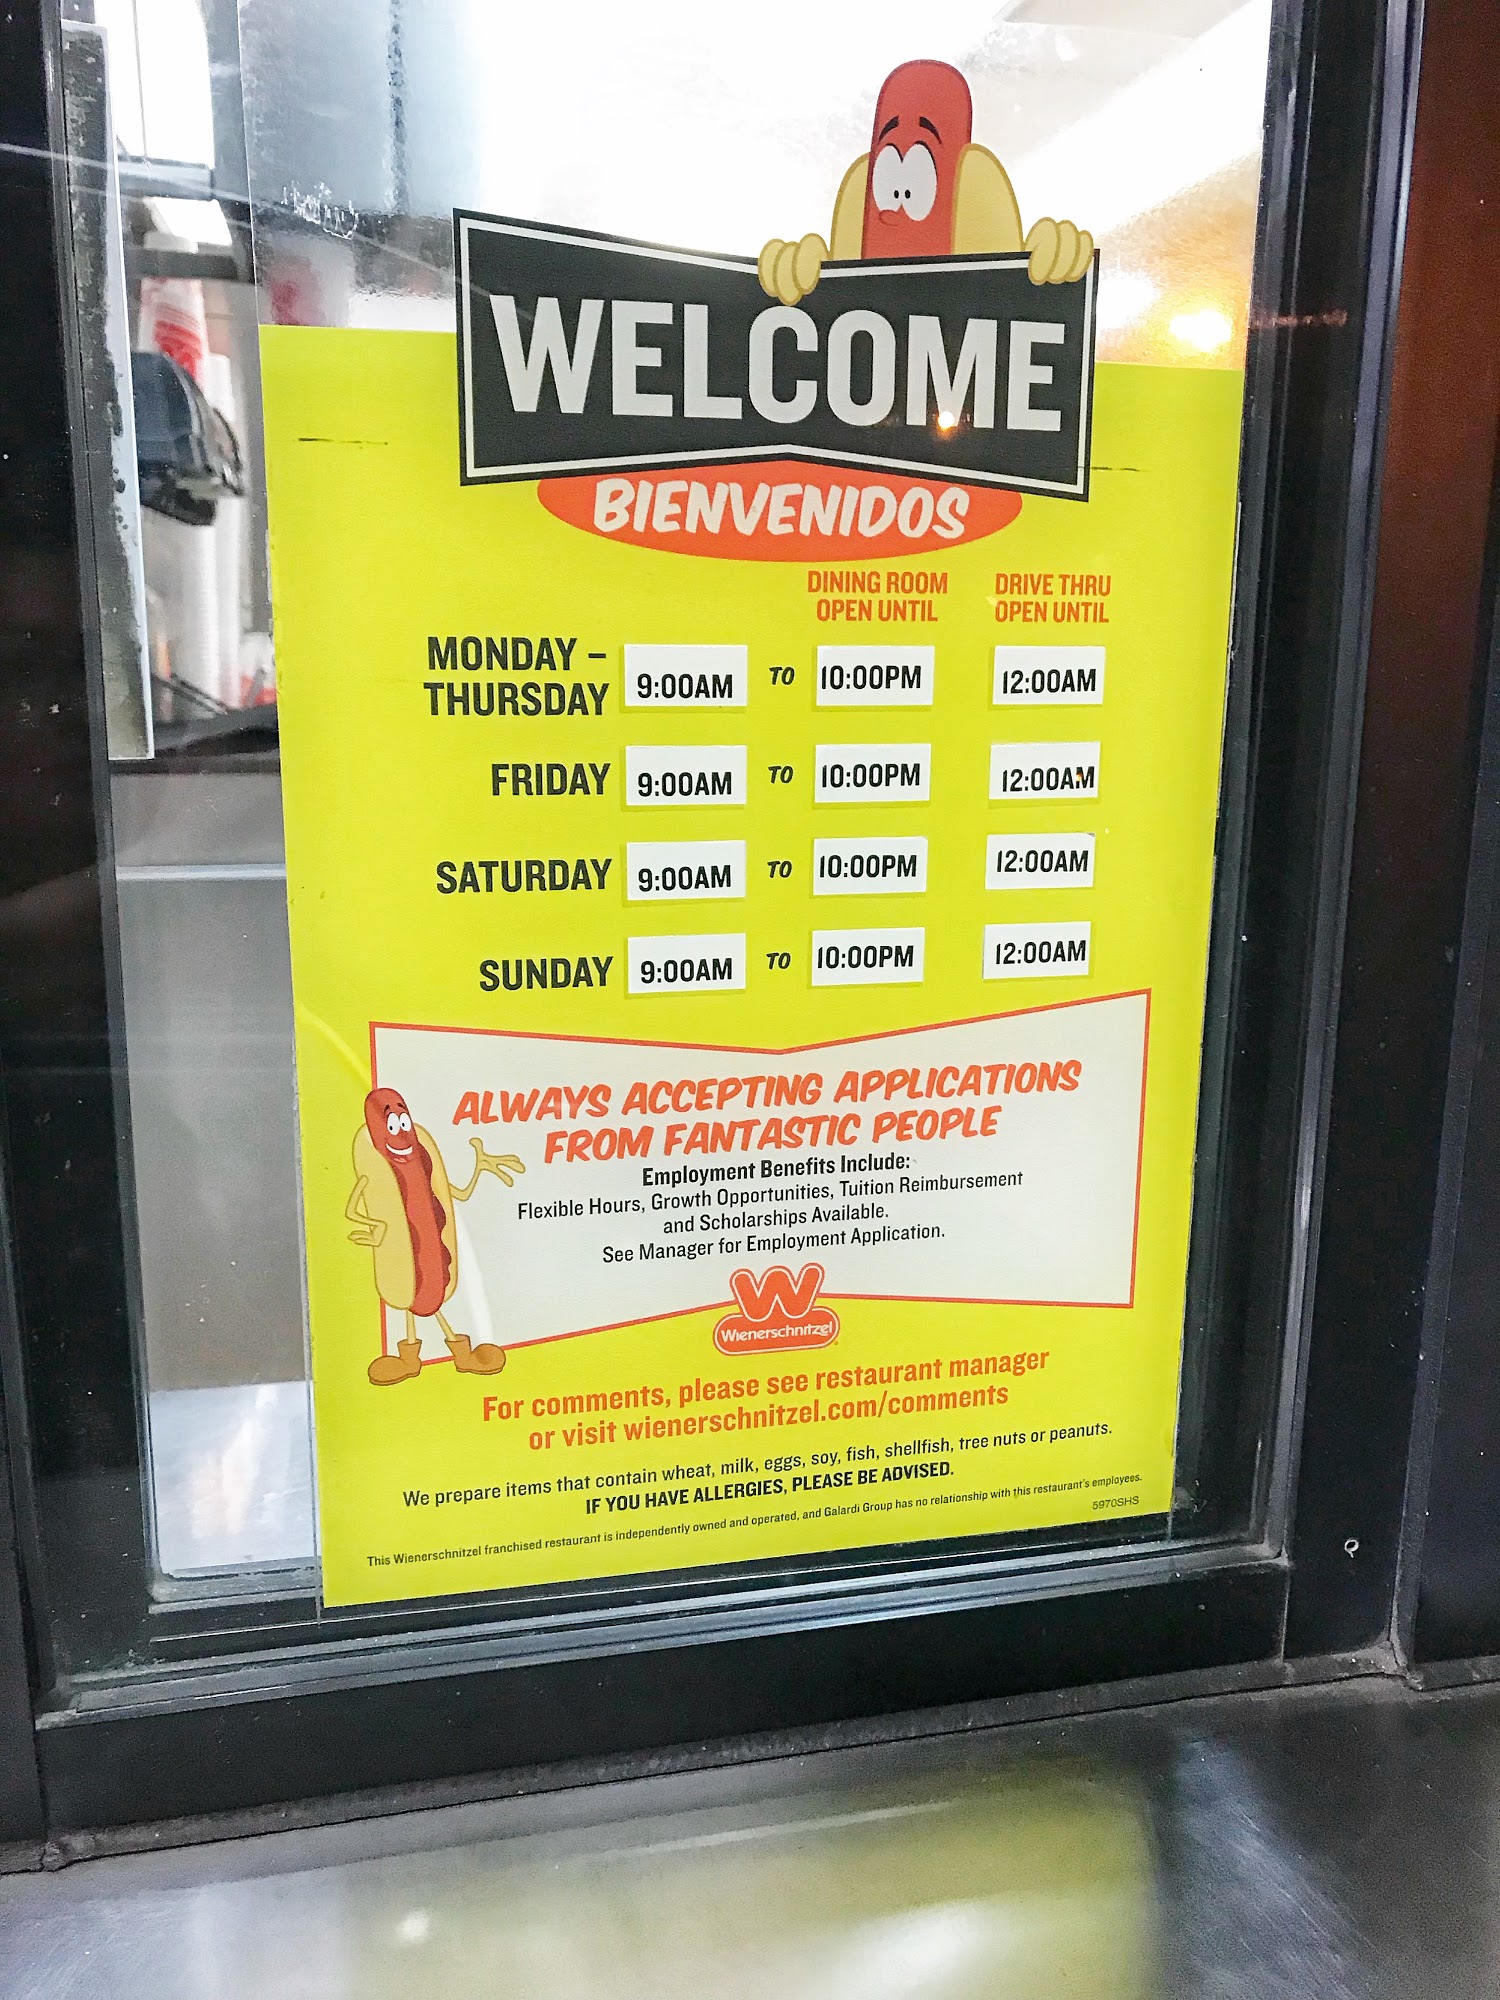 WELCOME
BIENVENIDOS
DINING ROOM
OPEN UNTIL
DRIVE THRU
OPEN UNTIL
MONDAY –
THURSDAY 9:00AM TO 10:00PM 12:00AM
FRIDAY 9:00AM TO 10:00PM 12:00AM
SATURDAY 9:00AM TO 10:00PM 12:00AM
SUNDAY 9:00AM TO 10:00PM 12:00AM
ALWAYS ACCEPTING APPLICATIONS
FROM FANTASTIC PEOPLE
Employment Benefits Include:
Flexible Hours, Growth Opportunities, Tuition Reimbursement
and Scholarships Available.
See Manager for Employment Application.
W
Wienerschnitzel
For comments, please see restaurant manager
or visit wienerschnitzel.com/comments
We prepare items that contain wheat, milk, eggs, soy, fish, shellfish, tree nuts or peanuts.
IF YOU HAVE ALLERGIES, PLEASE BE ADVISED.
This Wienerschnitzel franchised restaurant is independently owned and operated, and Galardi Group has no relationship with this restaurant's employees.
5970SHS